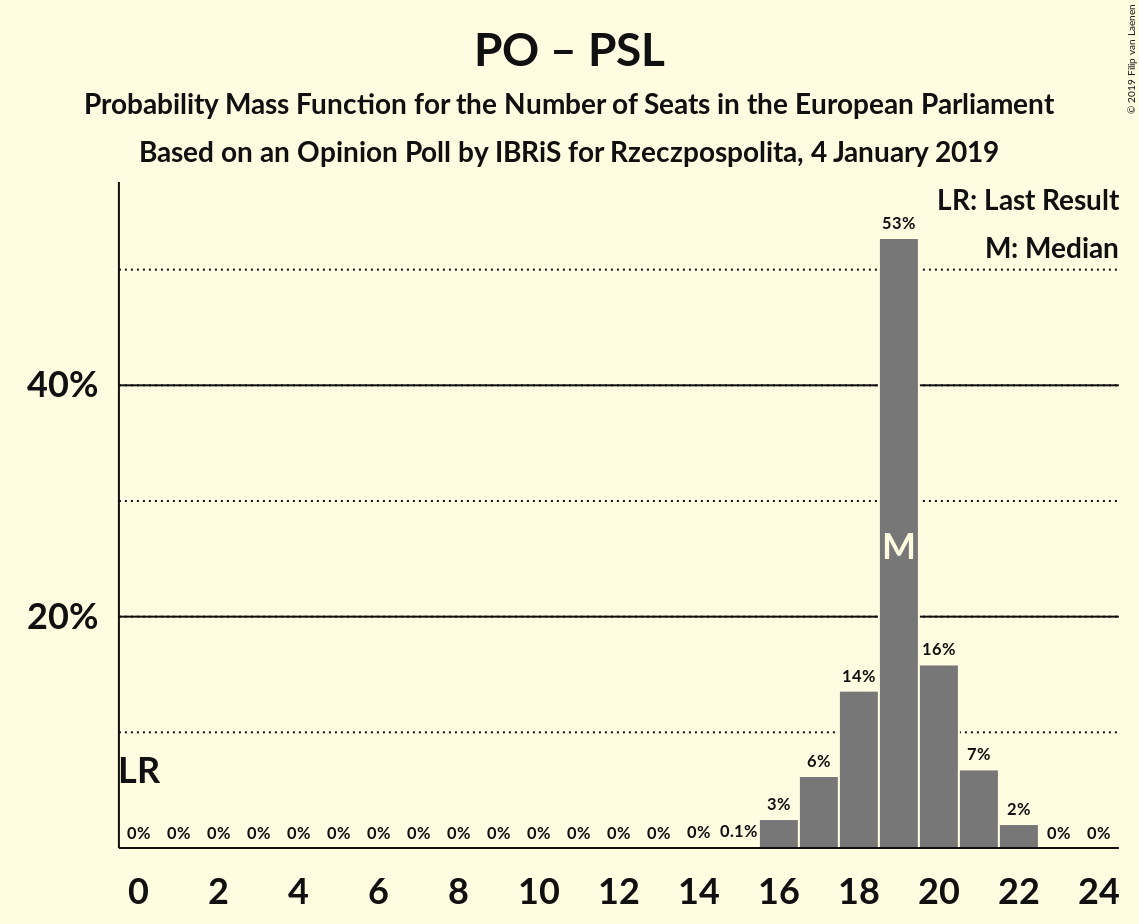 PO – PSL
Probability Mass Function for the Number of Seats in the European Parliament
Based on an Opinion Poll by IBRiS for Rzeczpospolita, 4 January 2019
© 2019 Filip van Laenen
LR: Last Result
M: Median
53%
40%
M
20%
16%
14%
7%
6%
LR
3%
2%
0% 0% 0% 0% 0% 0% 0% 0% 0% 0% 0% 0% 0% 0% 0% 0.1% 0% 0%
0 2 4 6 8 10 12 14 16 18 20 22 24